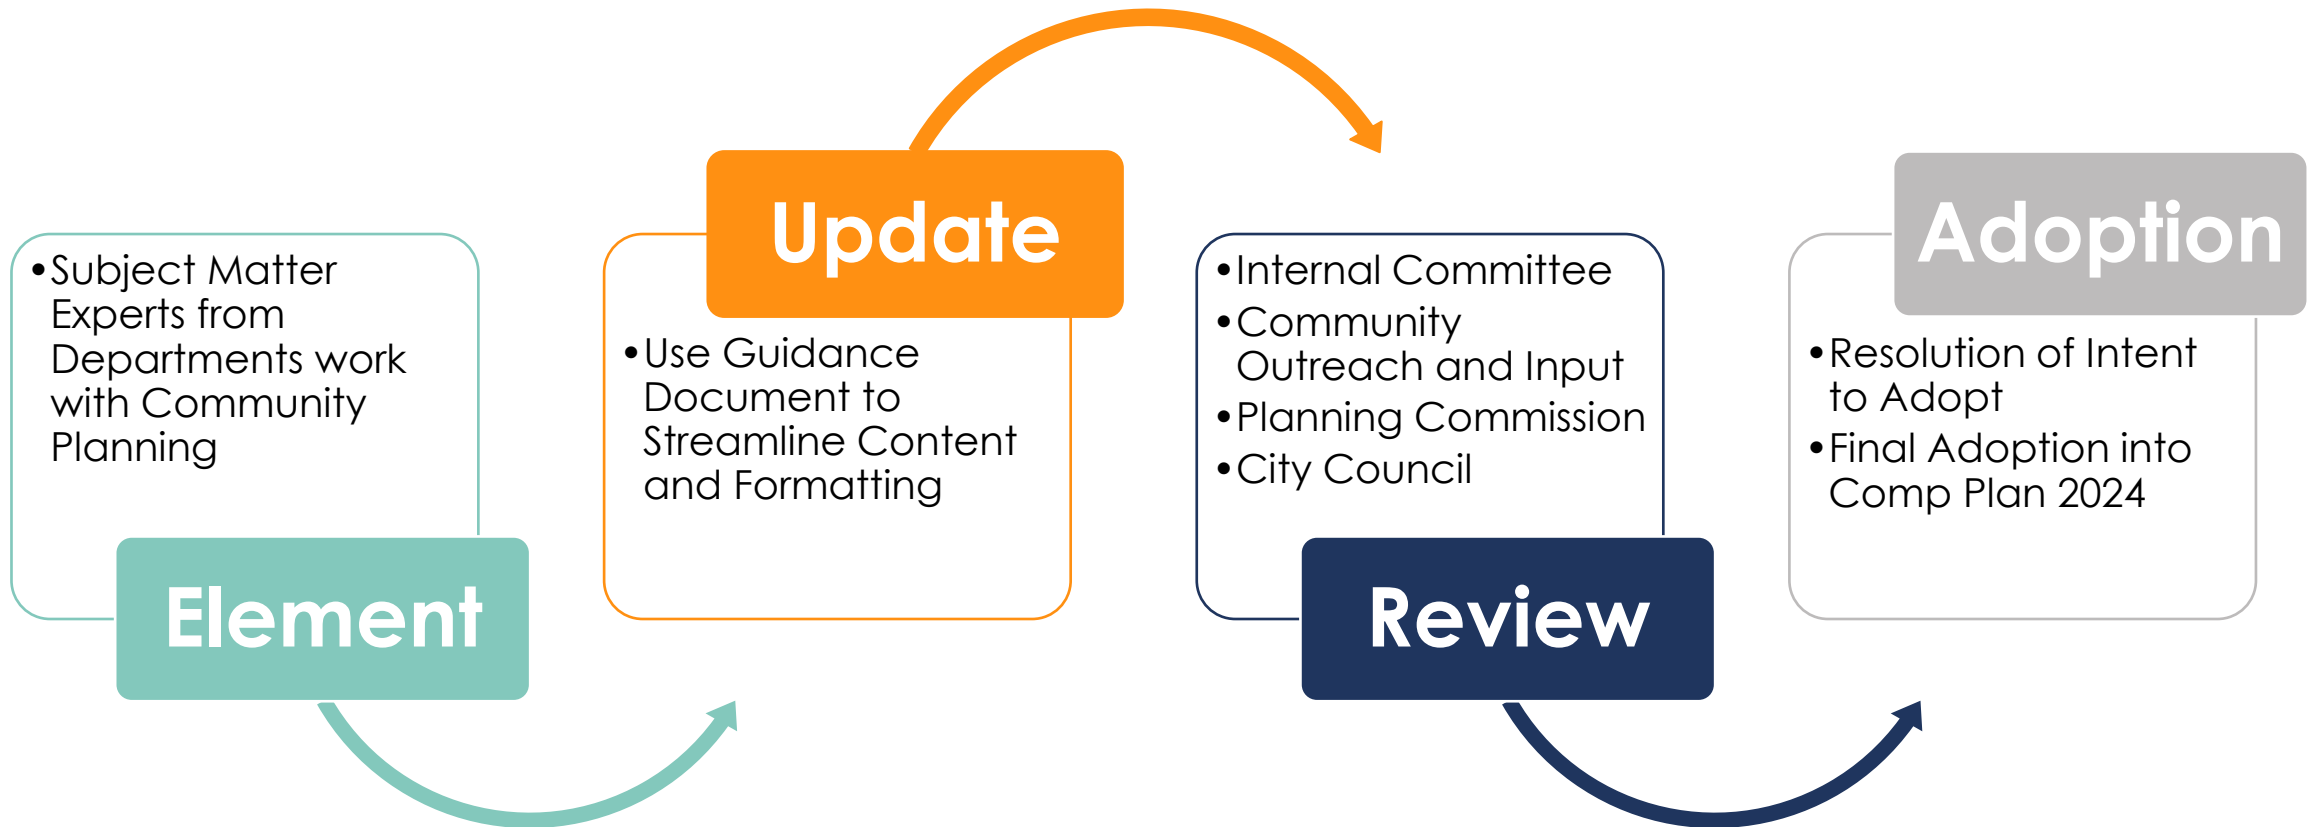 •Subject Matter
Experts from
Departments work
with Community
Planning
Element
Update
•Use Guidance
Document to
Streamline Content
and Formatting
•Internal Committee
•Community
Outreach and Input
•Planning Commission
•City Council
Review
Adoption
•Resolution of Intent
to Adopt
•Final Adoption into
Comp Plan 2024